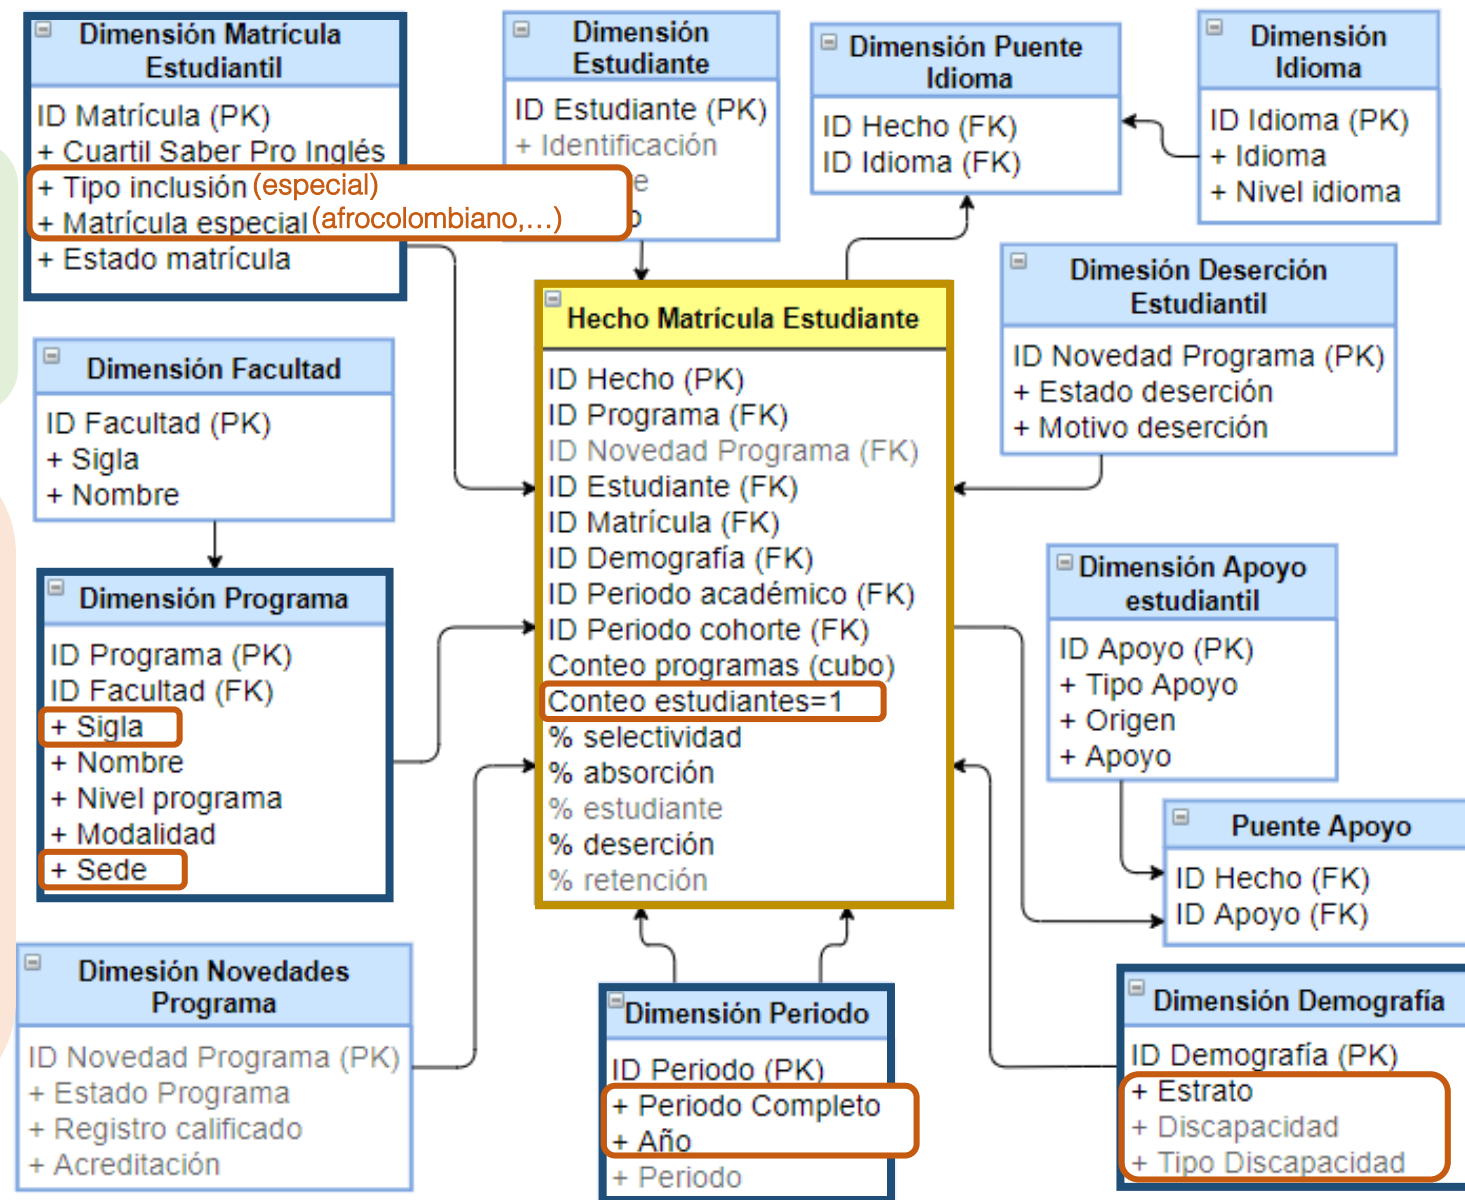 Dimensión Matrícula
Estudiantil
ID Matrícula (PK)
+ Cuartil Saber Pro Inglés
+ Tipo inclusión (especial)
+ Matrícula especial (afrocolombiano,...)
+ Estado matrícula
Dimensión
Estudiante
ID Estudiante (PK)
+ Identificación
Dimensión Puente
Idioma
ID Hecho (FK)
ID Idioma (FK)
Dimensión
Idioma
ID Idioma (PK)
+ Idioma
+ Nivel idioma
Dimesión Deserción
Estudiantil
ID Novedad Programa (PK)
+ Estado deserción
+ Motivo deserción
Dimensión Facultad
ID Facultad (PK)
+ Sigla
+ Nombre
Hecho Matrícula Estudiante
ID Hecho (PK)
ID Programa (FK)
ID Novedad Programa (FK)
ID Estudiante (FK)
ID Matrícula (FK)
ID Demografía (FK)
ID Periodo académico (FK)
ID Periodo cohorte (FK)
Conteo programas (cubo)
Conteo estudiantes=1
% selectividad
% absorción
% estudiante
% deserción
% retención
Dimensión Programa
ID Programa (PK)
ID Facultad (FK)
+ Sigla
+ Nombre
+ Nivel programa
+ Modalidad
+ Sede
Dimensión Apoyo
estudiantil
ID Apoyo (PK)
+ Tipo Apoyo
+ Origen
+ Apoyo
Puente Apoyo
ID Hecho (FK)
ID Apoyo (FK)
Dimesión Novedades
Programa
ID Novedad Programa (PK)
+ Estado Programa
+ Registro calificado
+ Acreditación
Dimensión Periodo
ID Periodo (PK)
+ Periodo Completo
+ Año
+ Periodo
Dimensión Demografía
ID Demografía (PK)
+ Estrato
+ Discapacidad
+ Tipo Discapacidad